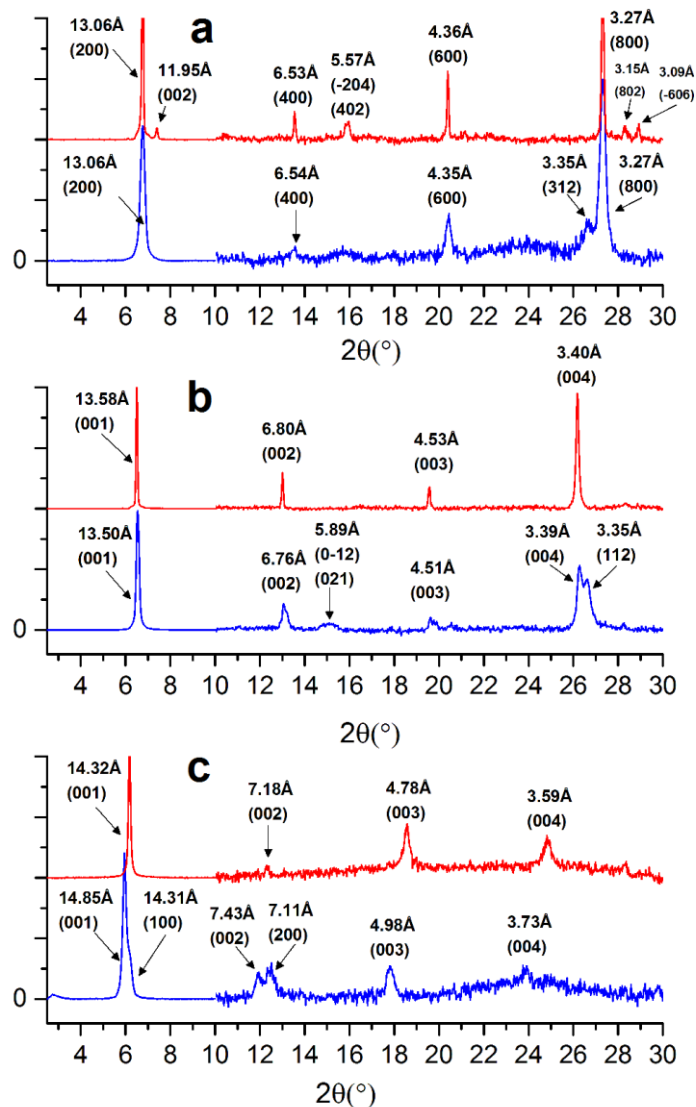 a
13.06Å
(200)
11.95Å
(002)
6.53Å
(400)
5.57Å
(-204)
(402)
4.36Å
(600)
3.27Å
(800)
3.15Å
(802)
3.09Å
(-606)
13.06Å
(200)
6.54Å
(400)
4.35Å
(600)
3.35Å
(312)
3.27Å
(800)
0
4 6 8 10 12 14 16 18 20 22 24 26 28 30
2θ(°)
b
13.58Å
(001)
6.80Å
(002)
4.53Å
(003)
3.40Å
(004)
13.50Å
(001)
6.76Å
(002)
5.89Å
(0-12)
(021)
4.51Å
(003)
3.39Å
(004)
3.35Å
(112)
0
4 6 8 10 12 14 16 18 20 22 24 26 28 30
2θ(°)
c
14.32Å
(001)
7.18Å
(002)
4.78Å
(003)
3.59Å
(004)
14.85Å
(001)
14.31Å
(100)
7.43Å
(002)
7.11Å
(200)
4.98Å
(003)
3.73Å
(004)
0
4 6 8 10 12 14 16 18 20 22 24 26 28 30
2θ(°)